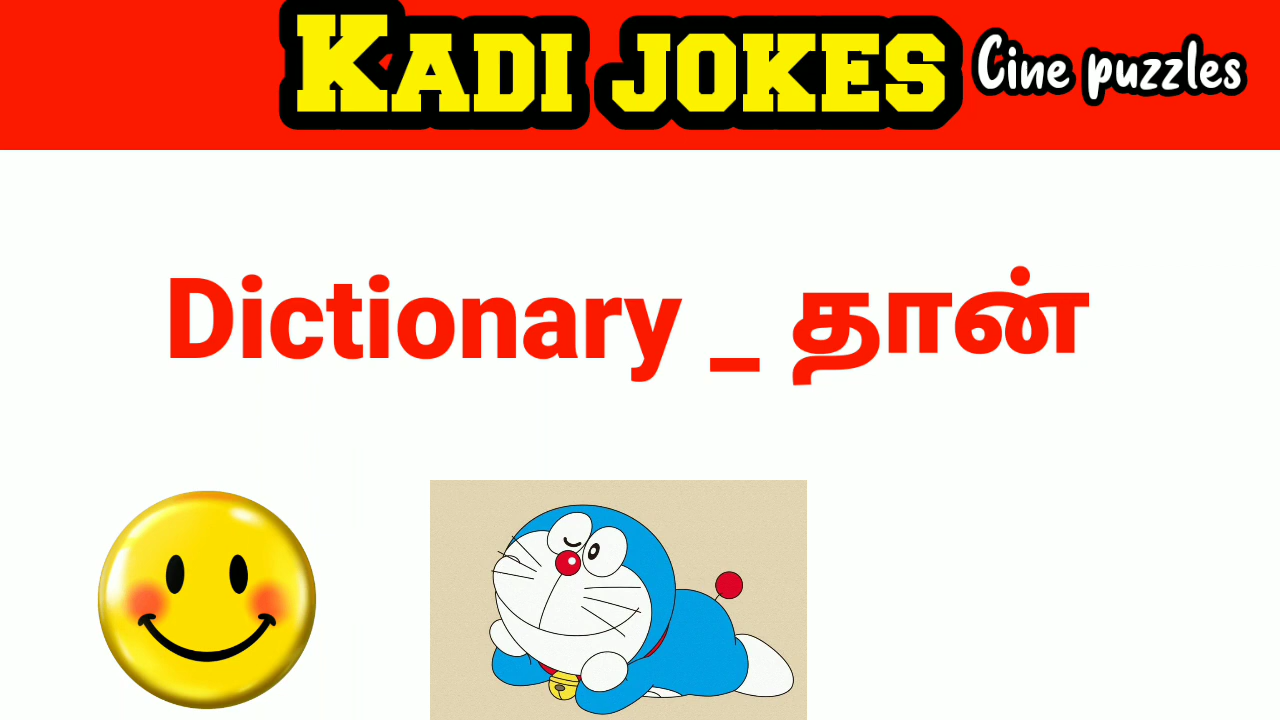 KADI JOKES Cine puzzles
Dictionary _ தான்